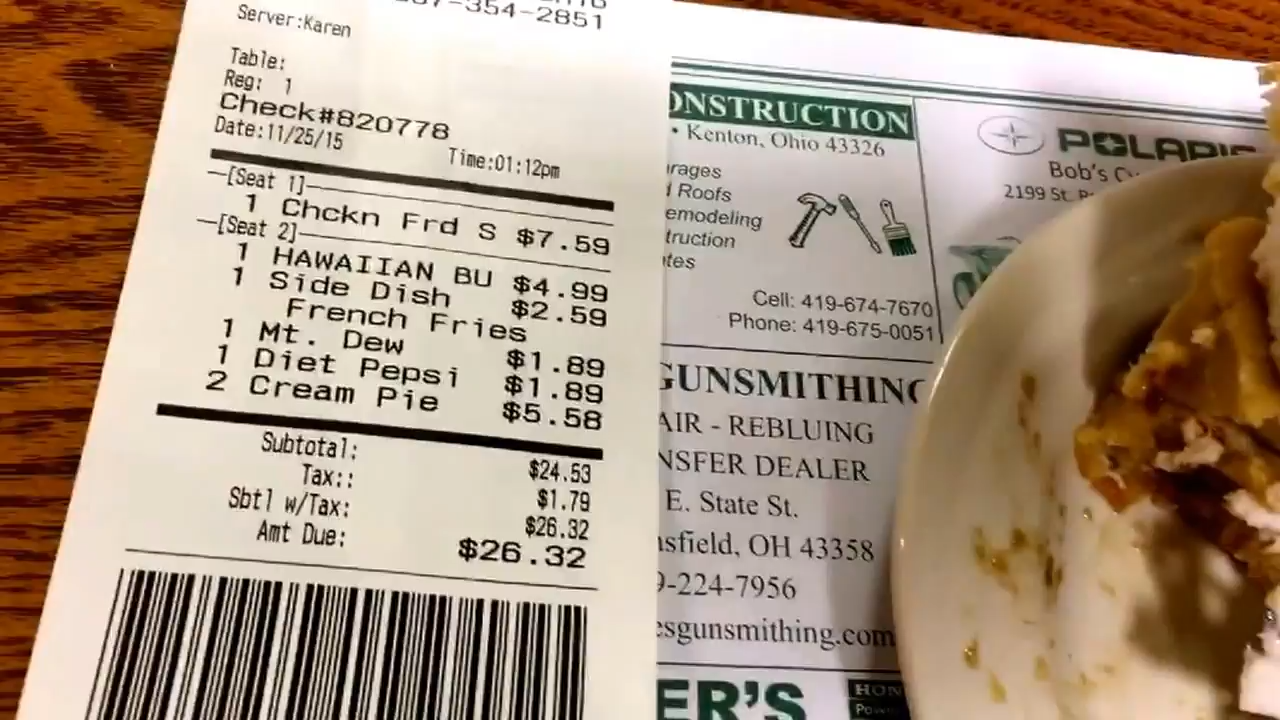 354-2851
Server:Karen
Table:
Reg: 1
Check#820778
Date:11/25/15
Time:01:12pm
[Seat 1]
1 Chckn Frd S $7.59
[Seat 2]
1 HAWAIIAN BU $4.99
1 Side Dish $2.59
French Fries
1 Mt. Dew $1.89
1 Diet Pepsi $1.89
2 Cream Pie $5.58
Subtotal: $24.53
Tax:: $1.79
Sbtl w/Tax: $26.32
Amt Due: $26.32
ONSTRUCTION
• Kenton, Ohio 43326
rages
Roofs
emodeling
truction
tes
Cell: 419-674-7670
Phone: 419-675-0051
POLARIS
Bob's
2199 St.
GUNSMITHING
AIR - REBLUING
NSFER DEALER
E. State St.
nsfield, OH 43358
9-224-7956
esgunsmithing.com
ER'S
HON
Power